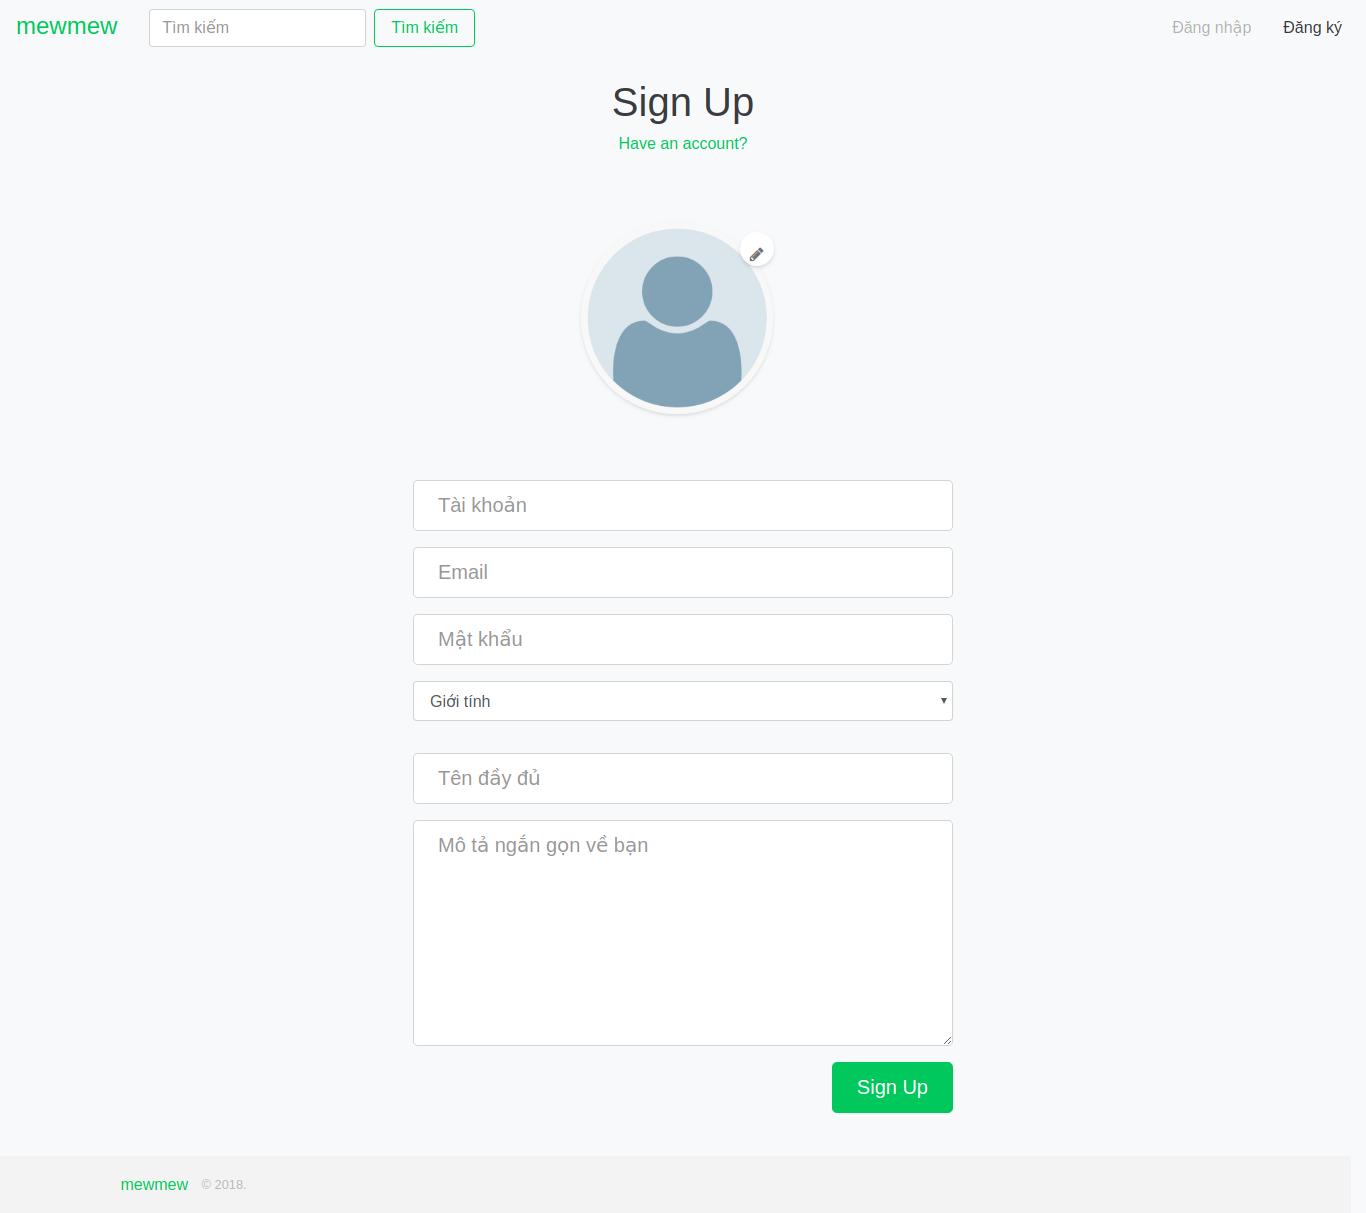 mewmew Tìm kiếm Tìm kiếm Đăng nhập Đăng ký
Sign Up
Have an account?
Tài khoản
Email
Mật khẩu
Giới tính
Tên đầy đủ
Mô tả ngắn gọn về bạn
Sign Up
mewmew © 2018.